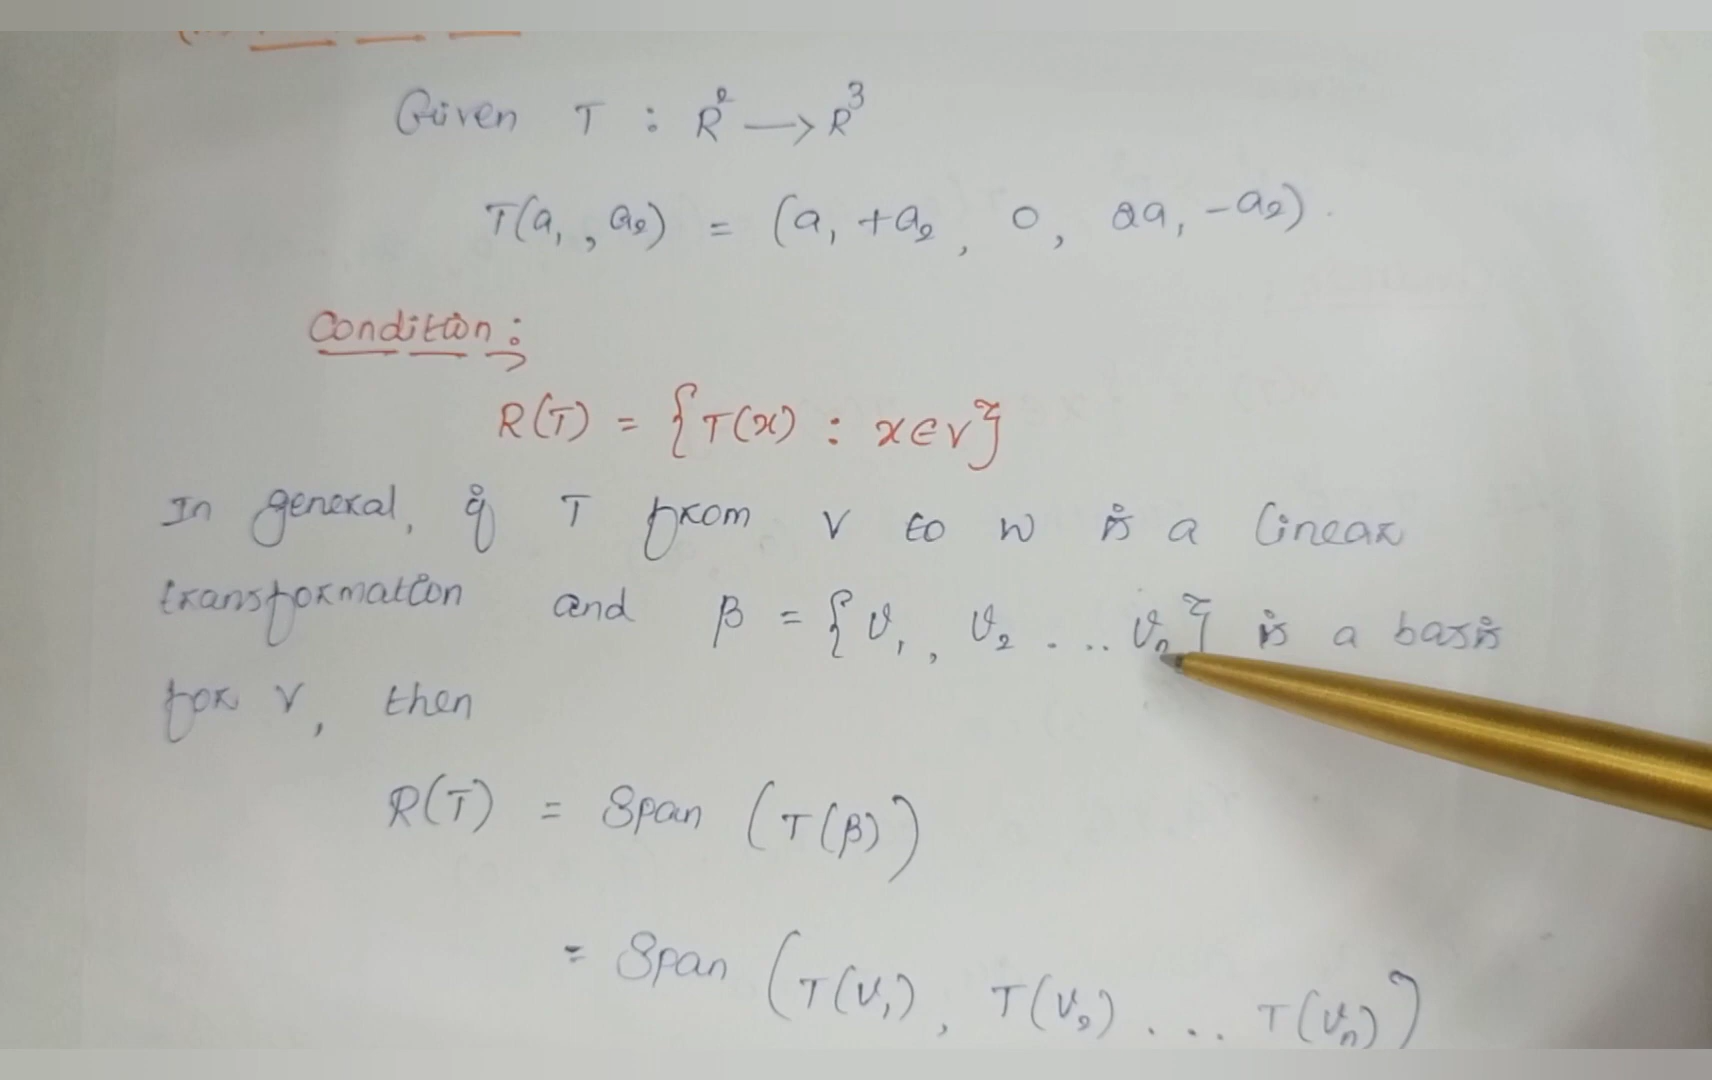 Given T : R² → R³
T(a₁, a₂) = (a₁ + a₂, 0, 2a₁ - a₂).
Condition:
R(T) = {T(x) : x ∈ V}
In general, if T from V to W is a linear
transformation and β = {v₁, v₂ ... vₙ} is a basis
for V, then
R(T) = Span (T(β))
= Span (T(v₁), T(v₂) ... T(vₙ))